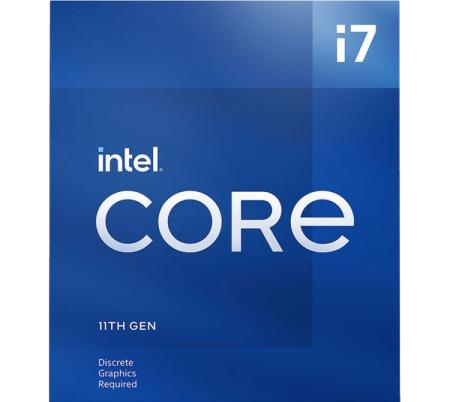 i7
intel.
CORe
11TH GEN
Discrete
Graphics
Required